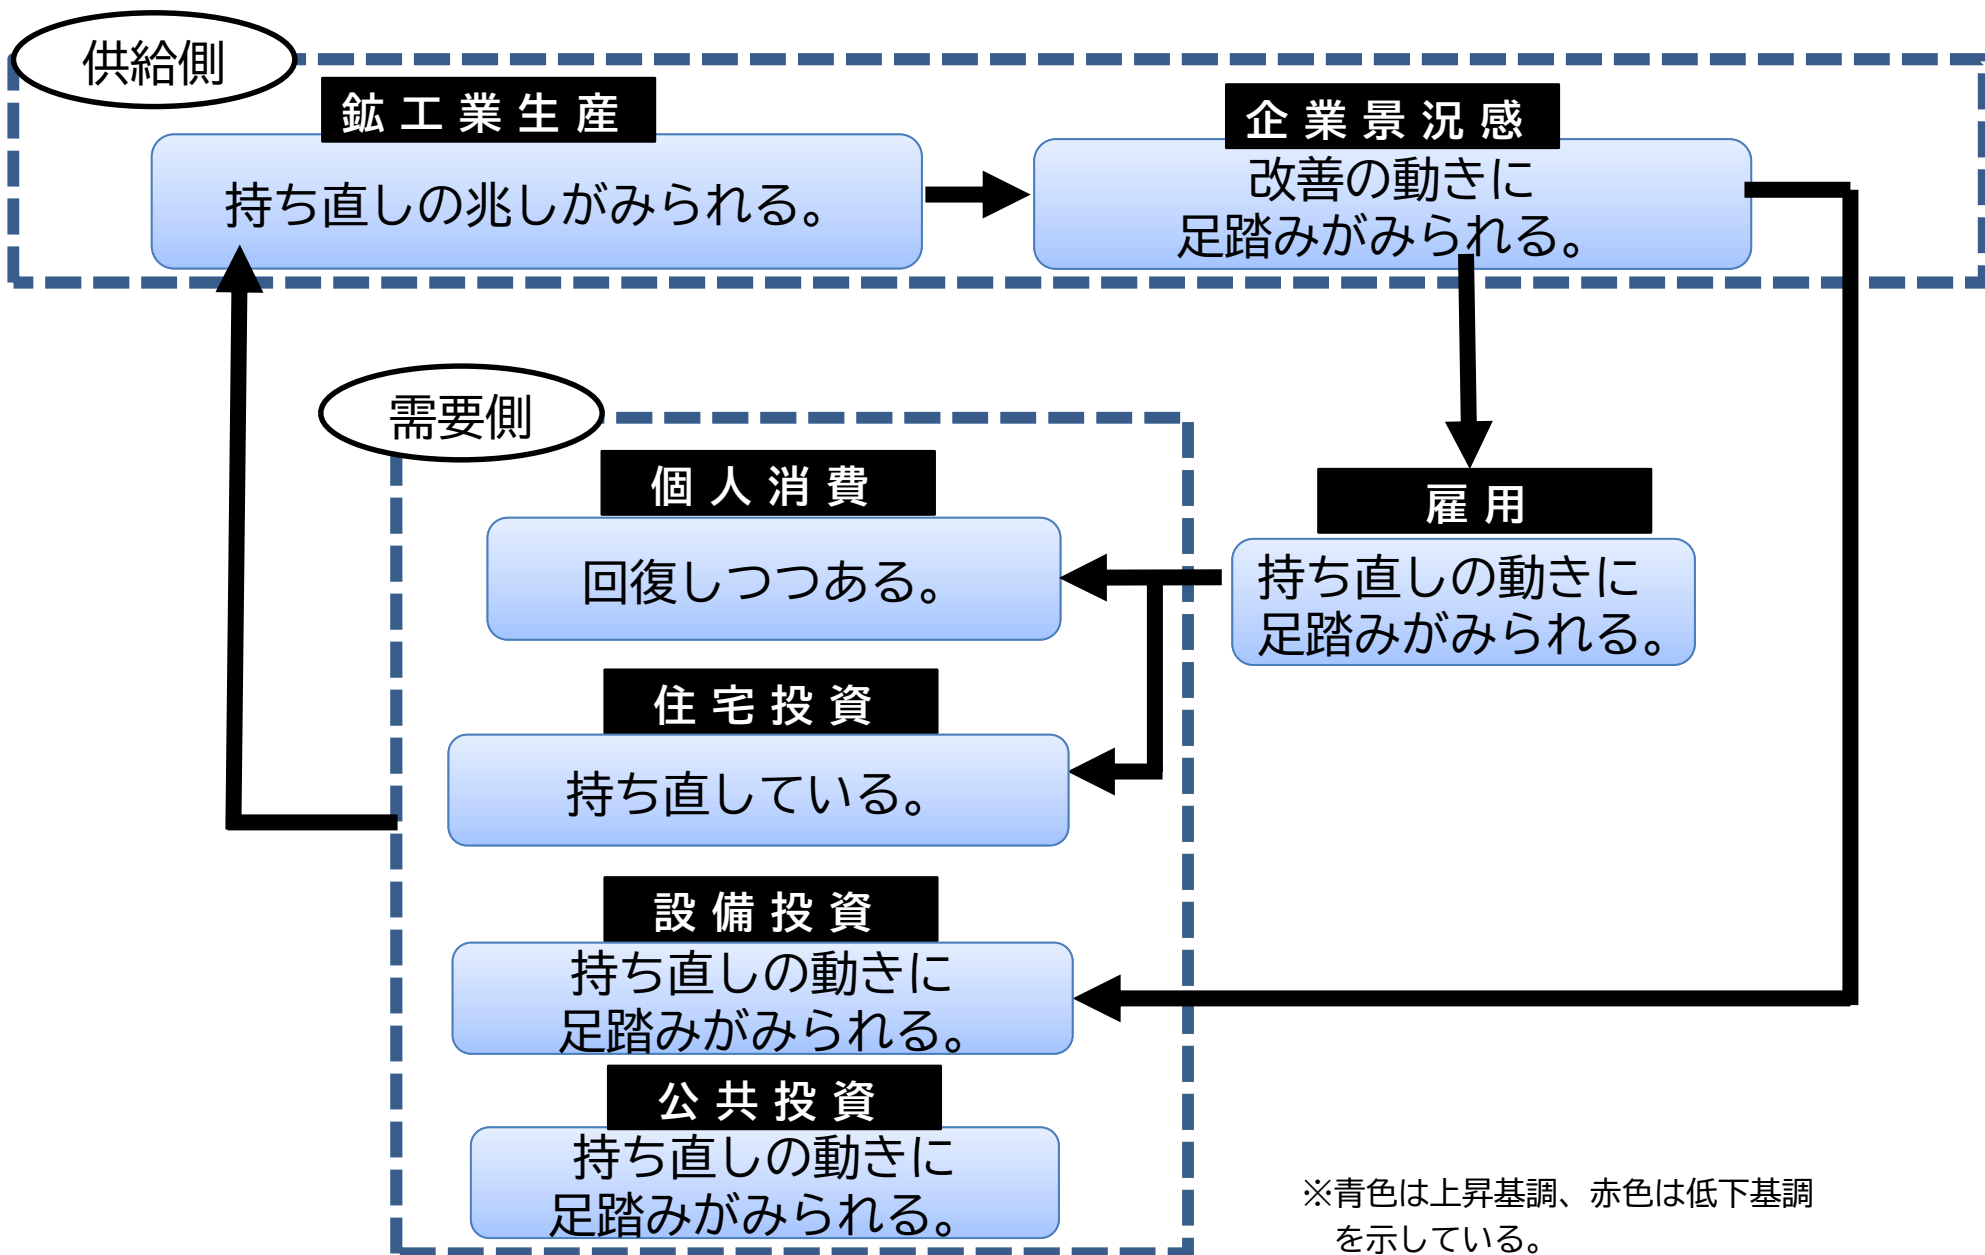 供給側
鉱工業生産
持ち直しの兆しがみられる。
企業景況感
改善の動きに
足踏みがみられる。
需要側
個人消費
回復しつつある。
雇用
持ち直しの動きに
足踏みがみられる。
住宅投資
持ち直している。
設備投資
持ち直しの動きに
足踏みがみられる。
公共投資
持ち直しの動きに
足踏みがみられる。
※青色は上昇基調、赤色は低下基調
を示している。